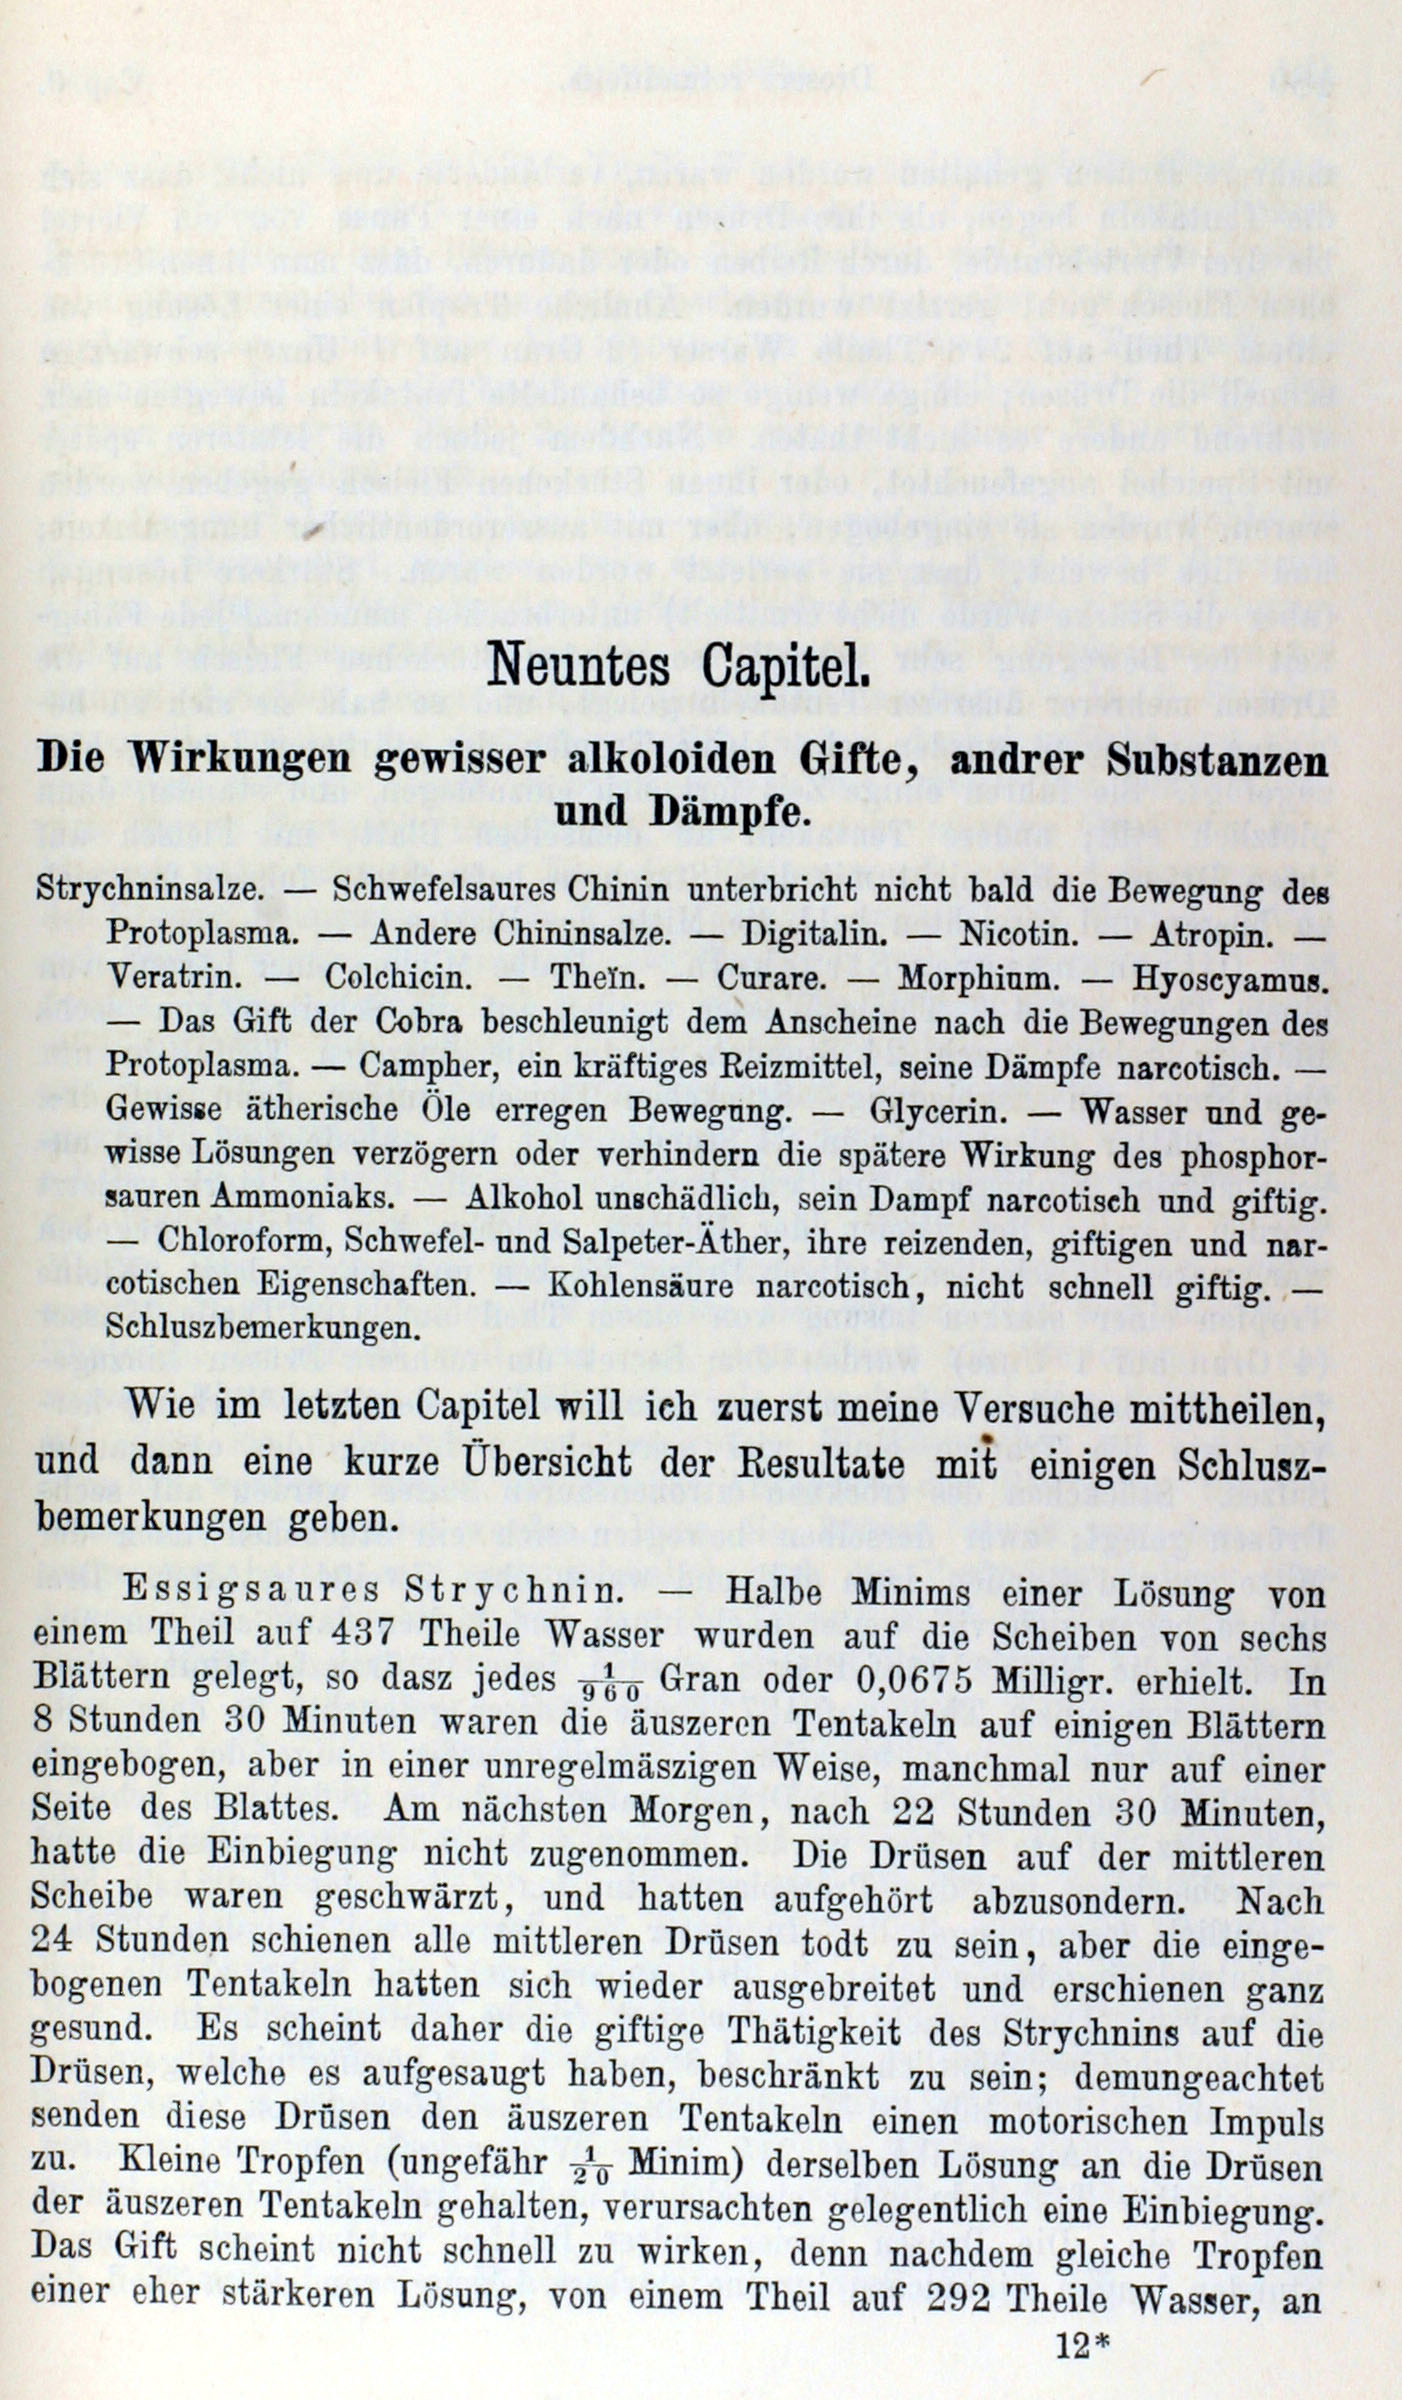 Neuntes Capitel.
Die Wirkungen gewisser alkoloiden Gifte, andrer Substanzen
und Dämpfe.
Strychninsalze. — Schwefelsaures Chinin unterbricht nicht bald die Bewegung des
Protoplasma. — Andere Chininsalze. — Digitalin. — Nicotin. — Atropin. —
Veratrin. — Colchicin. — Theïn. — Curare. — Morphium. — Hyoscyamus.
— Das Gift der Cobra beschleunigt dem Anscheine nach die Bewegungen des
Protoplasma. — Campher, ein kräftiges Reizmittel, seine Dämpfe narcotisch. —
Gewisse ätherische Öle erregen Bewegung. — Glycerin. — Wasser und ge-
wisse Lösungen verzögern oder verhindern die spätere Wirkung des phosphor-
sauren Ammoniaks. — Alkohol unschädlich, sein Dampf narcotisch und giftig.
— Chloroform, Schwefel- und Salpeter-Äther, ihre reizenden, giftigen und nar-
cotischen Eigenschaften. — Kohlensäure narcotisch, nicht schnell giftig. —
Schluszbemerkungen.
Wie im letzten Capitel will ich zuerst meine Versuche mittheilen,
und dann eine kurze Übersicht der Resultate mit einigen Schlusz-
bemerkungen geben.
Essigsaures Strychnin. — Halbe Minims einer Lösung von
einem Theil auf 437 Theile Wasser wurden auf die Scheiben von sechs
Blättern gelegt, so dasz jedes 1/960 Gran oder 0,0675 Milligr. erhielt. In
8 Stunden 30 Minuten waren die äuszeren Tentakeln auf einigen Blättern
eingebogen, aber in einer unregelmäszigen Weise, manchmal nur auf einer
Seite des Blattes. Am nächsten Morgen, nach 22 Stunden 30 Minuten,
hatte die Einbiegung nicht zugenommen. Die Drüsen auf der mittleren
Scheibe waren geschwärzt, und hatten aufgehört abzusondern. Nach
24 Stunden schienen alle mittleren Drüsen todt zu sein, aber die einge-
bogenen Tentakeln hatten sich wieder ausgebreitet und erschienen ganz
gesund. Es scheint daher die giftige Thätigkeit des Strychnins auf die
Drüsen, welche es aufgesaugt haben, beschränkt zu sein; demungeachtet
senden diese Drüsen den äuszeren Tentakeln einen motorischen Impuls
zu. Kleine Tropfen (ungefähr 1/20 Minim) derselben Lösung an die Drüsen
der äuszeren Tentakeln gehalten, verursachten gelegentlich eine Einbiegung.
Das Gift scheint nicht schnell zu wirken, denn nachdem gleiche Tropfen
einer eher stärkeren Lösung, von einem Theil auf 292 Theile Wasser, an
12*